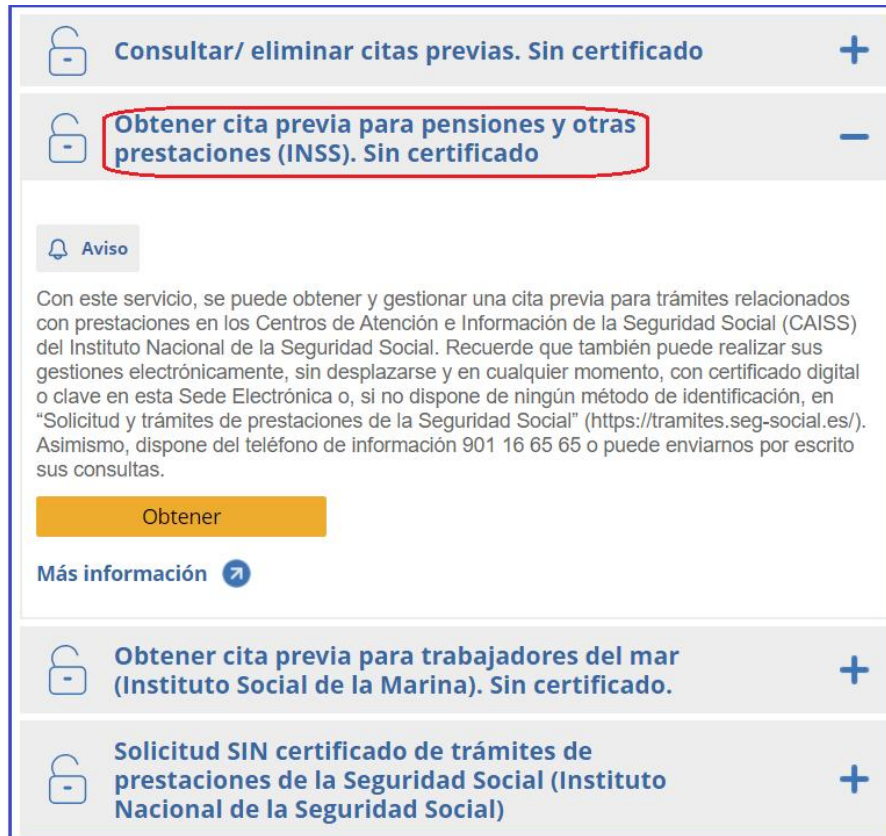 Consultar/ eliminar citas previas. Sin certificado
Obtener cita previa para pensiones y otras
prestaciones (INSS). Sin certificado
Aviso
Con este servicio, se puede obtener y gestionar una cita previa para trámites relacionados
con prestaciones en los Centros de Atención e Información de la Seguridad Social (CAISS)
del Instituto Nacional de la Seguridad Social. Recuerde que también puede realizar sus
gestiones electrónicamente, sin desplazarse y en cualquier momento, con certificado digital
o clave en esta Sede Electrónica o, si no dispone de ningún método de identificación, en
“Solicitud y trámites de prestaciones de la Seguridad Social” (https://tramites.seg-social.es/).
Asimismo, dispone del teléfono de información 901 16 65 65 o puede enviarnos por escrito
sus consultas.
Obtener
Más información
Obtener cita previa para trabajadores del mar
(Instituto Social de la Marina). Sin certificado.
Solicitud SIN certificado de trámites de
prestaciones de la Seguridad Social (Instituto
Nacional de la Seguridad Social)